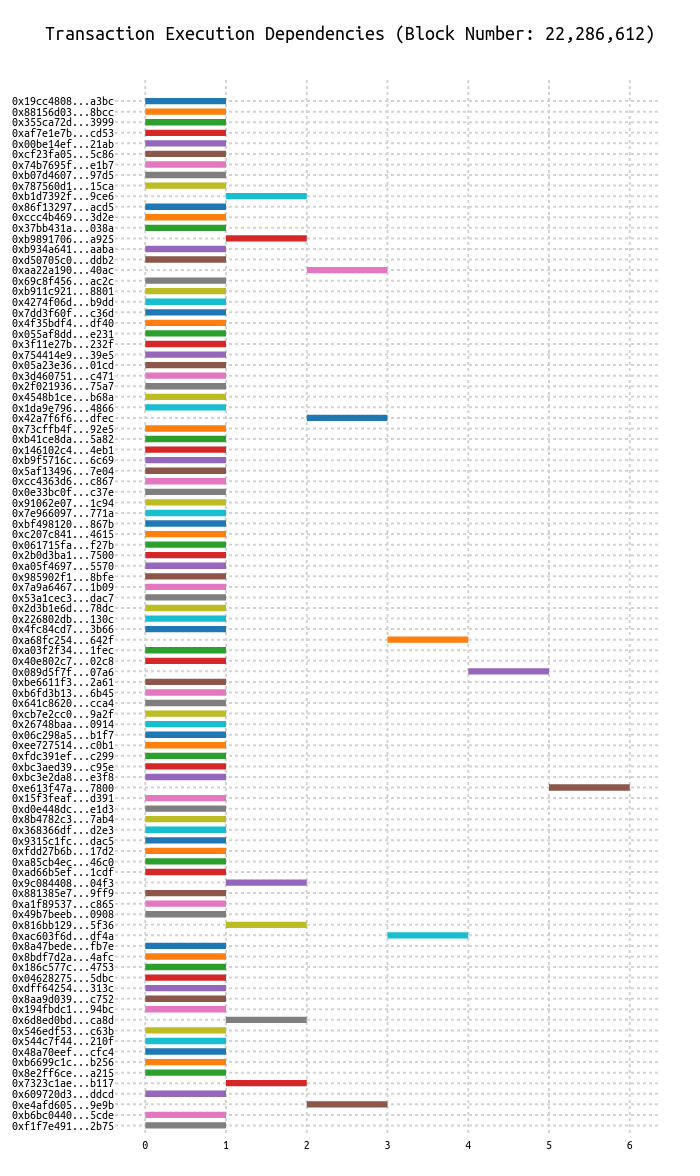 Transaction Execution Dependencies (Block Number: 22,286,612)
0x19cc4808...a3bc
0x88156d03...8bcc
0x355ca72d...3999
0xaf7e1e7b...cd53
0x00be14ef...21ab
0xcf23fa05...5c86
0x74b7695f...e1b7
0xb07d4607...97d5
0x787560d1...15ca
0xb1d7392f...9ce6
0x86f13297...acd5
0xccc4b469...3d2e
0x37bb431a...038a
0xb9891706...a925
0xb934a641...aaba
0xd50705c0...ddb2
0xaa22a190...40ac
0x69c8f456...ac2c
0xb911c921...8801
0x4274f06d...b9dd
0x7dd3f60f...c36d
0x4f35bdf4...df40
0x055af8dd...e231
0x3f11e27b...232f
0x754414e9...39e5
0x05a23e36...01cd
0x3d460751...c471
0x2f021936...75a7
0x4548b1ce...b68a
0x1da9e796...4866
0x42a7f6f6...dfec
0x73cffb4f...92e5
0xb41ce8da...5a82
0x146102c4...4eb1
0xb9f5716c...6c69
0x5af13496...7e04
0xcc4363d6...c867
0x0e33bc0f...c37e
0x91062e07...1c94
0x7e966097...771a
0xbf498120...867b
0xc207c841...4615
0x061715fa...f27b
0x2b0d3ba1...7500
0xa05f4697...5570
0x985902f1...8bfe
0x7a9a6467...1b09
0x53a1cec3...dac7
0x2d3b1e6d...78dc
0x226802db...130c
0x4fc84cd7...3b66
0xa68fc254...642f
0xa03f2f34...1fec
0x40e802c7...02c8
0x089d5f7f...07a6
0xbe6611f3...2a61
0xb6fd3b13...6b45
0x641c8620...cca4
0xcb7e2cc0...9a2f
0x26748baa...0914
0x06c298a5...b1f7
0xee727514...c0b1
0xfdc391ef...c299
0xbc3aed39...c95e
0xbc3e2da8...e3f8
0xe613f47a...7800
0x15f3feaf...d391
0xd0e448dc...e1d3
0x8b4782c3...7ab4
0x368366df...d2e3
0x9315c1fc...dac5
0xfdd27b6b...17d2
0xa85cb4ec...46c0
0xad66b5ef...1cdf
0x9c084408...04f3
0x881385e7...9ff9
0xa1f89537...c865
0x49b7beeb...0908
0x816bb129...5f36
0xac603f6d...df4a
0x8a47bede...fb7e
0x8bdf7d2a...4afc
0x186c577c...4753
0x04628275...5dbc
0xdff64254...313c
0x8aa9d039...c752
0x194fbdc1...94bc
0x6d8ed0bd...ca8d
0x546edf53...c63b
0x544c7f44...210f
0x48a70eef...cfc4
0xb6699c1c...b256
0x8e2ff6ce...a215
0x7323c1ae...b117
0x609720d3...ddcd
0xe4afd605...9e9b
0xb6bc0440...5cde
0xf1f7e491...2b75
0 1 2 3 4 5 6